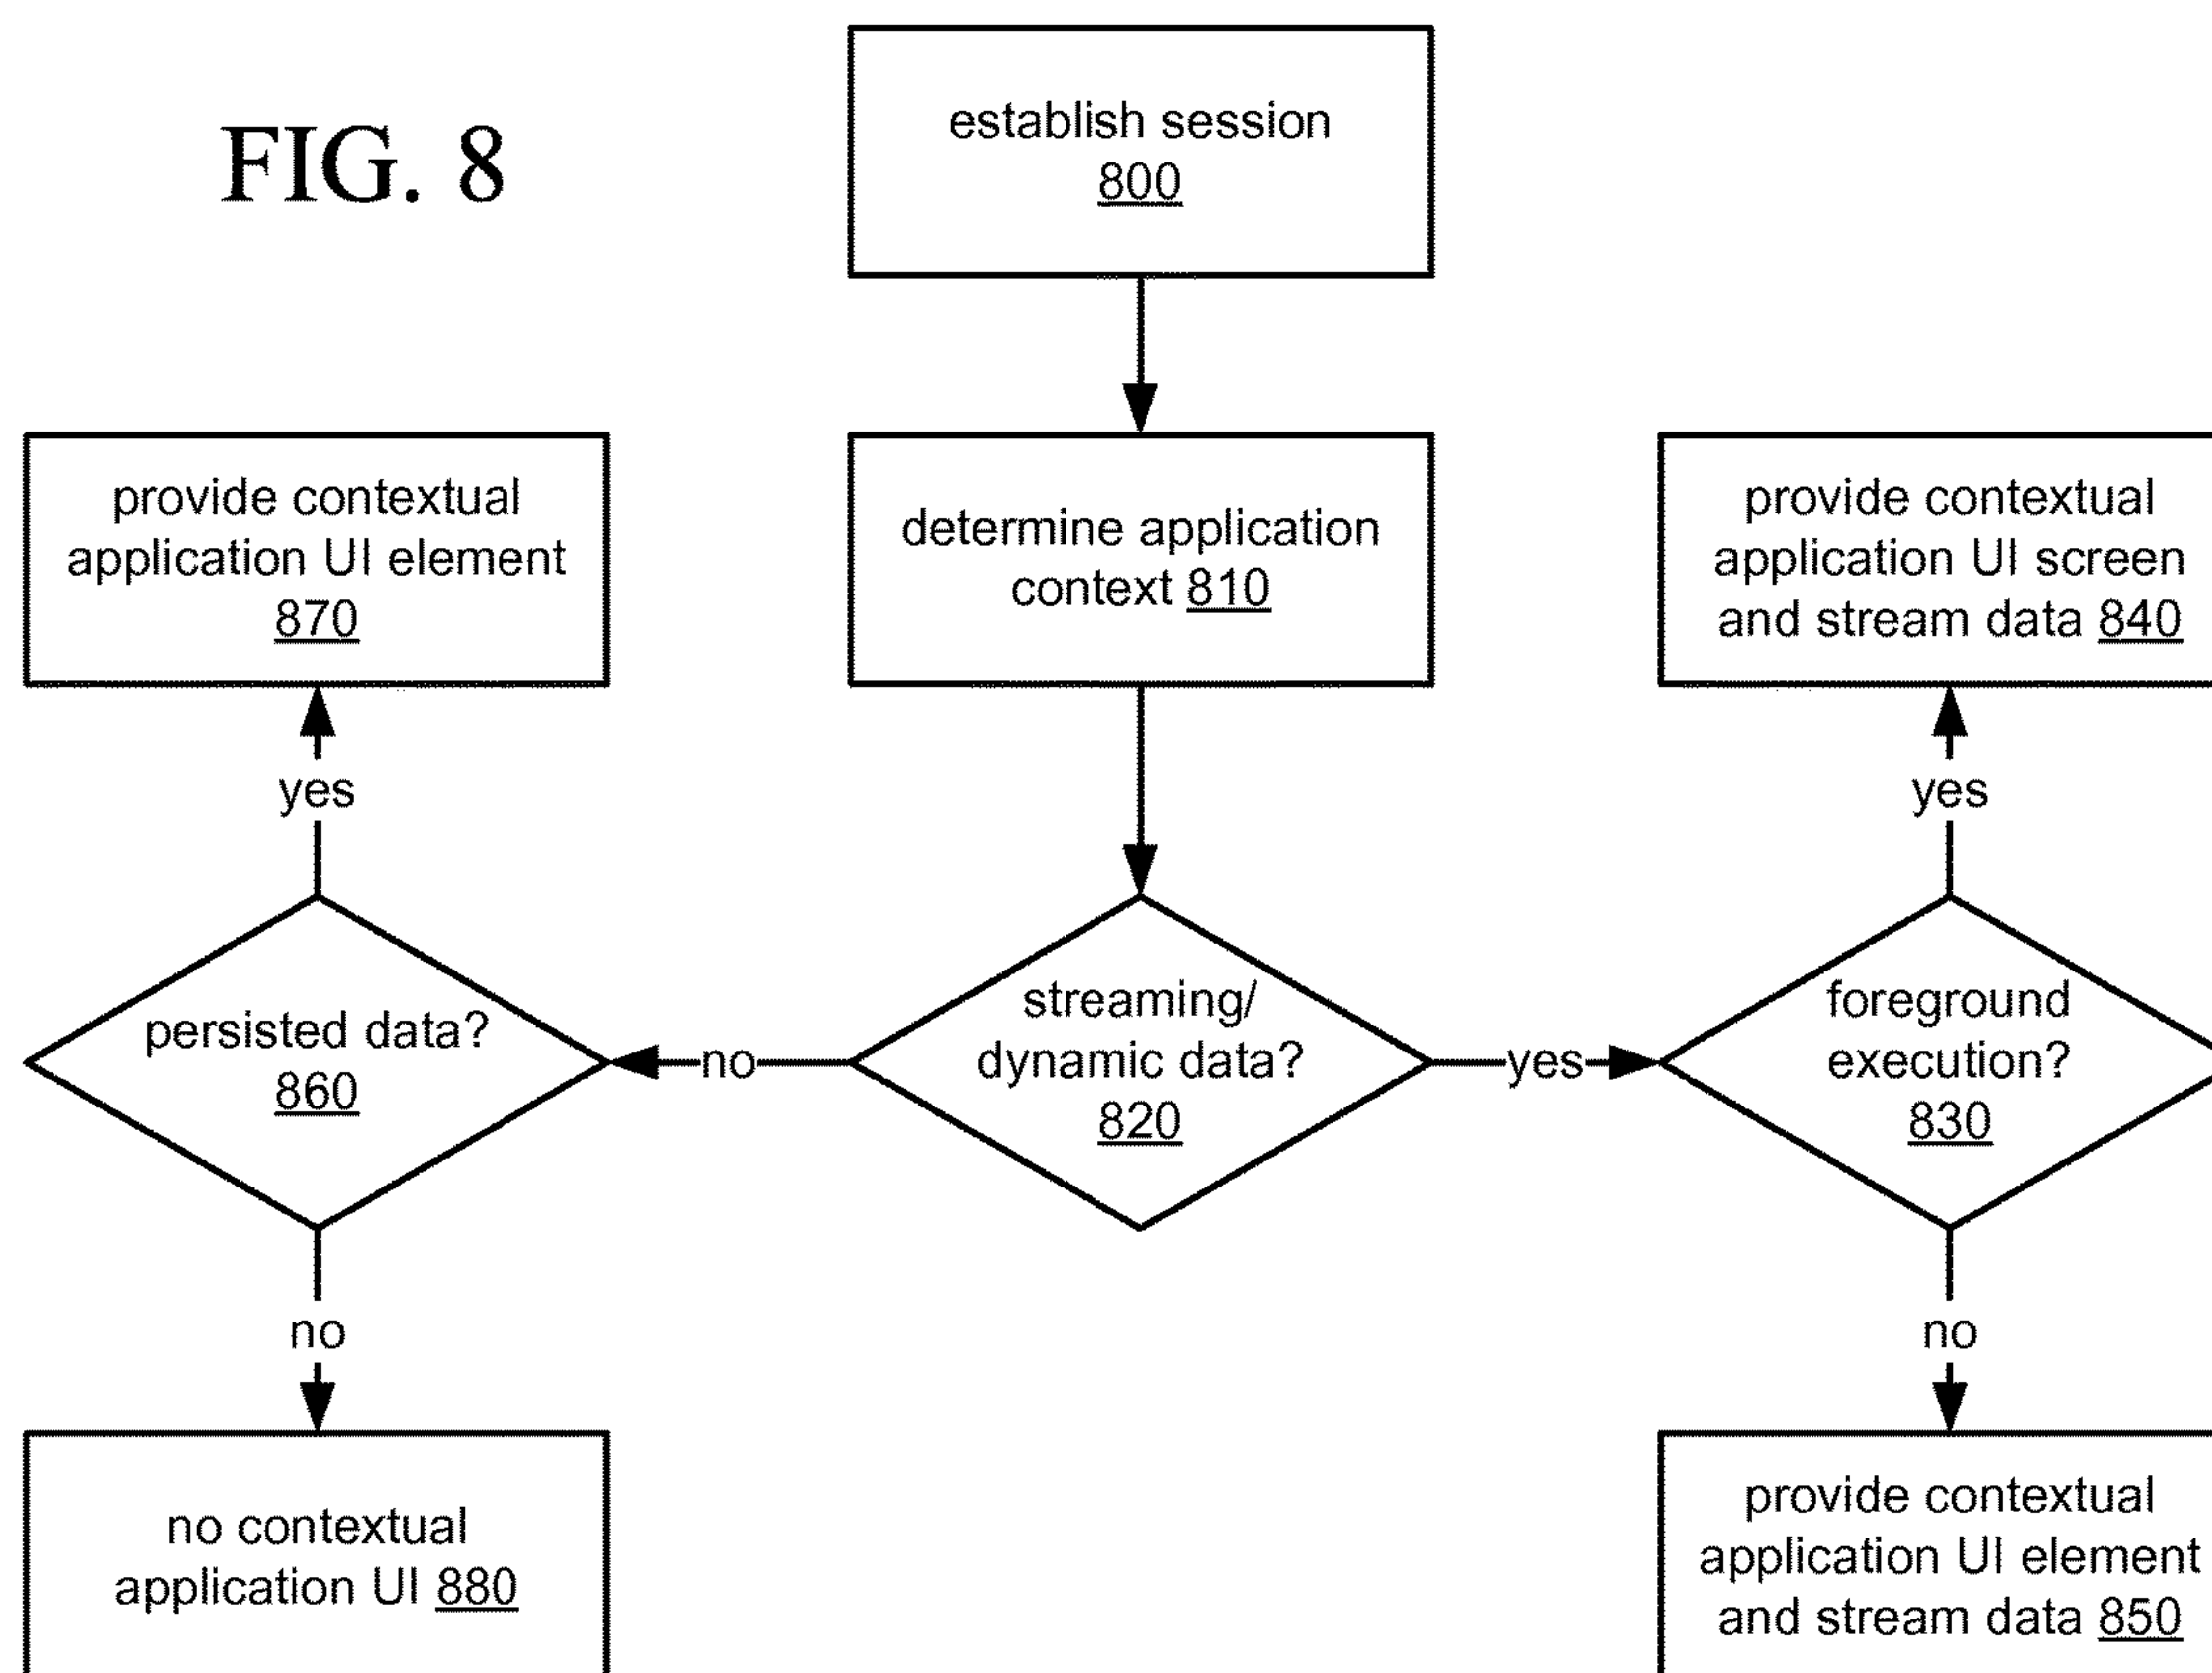 FIG. 8
establish session
800
provide contextual
application UI element
870
determine application
context 810
provide contextual
application UI screen
and stream data 840
yes
yes
persisted data?
860
no
streaming/
dynamic data?
820
yes
foreground
execution?
830
no
no
no contextual
application UI 880
provide contextual
application UI element
and stream data 850